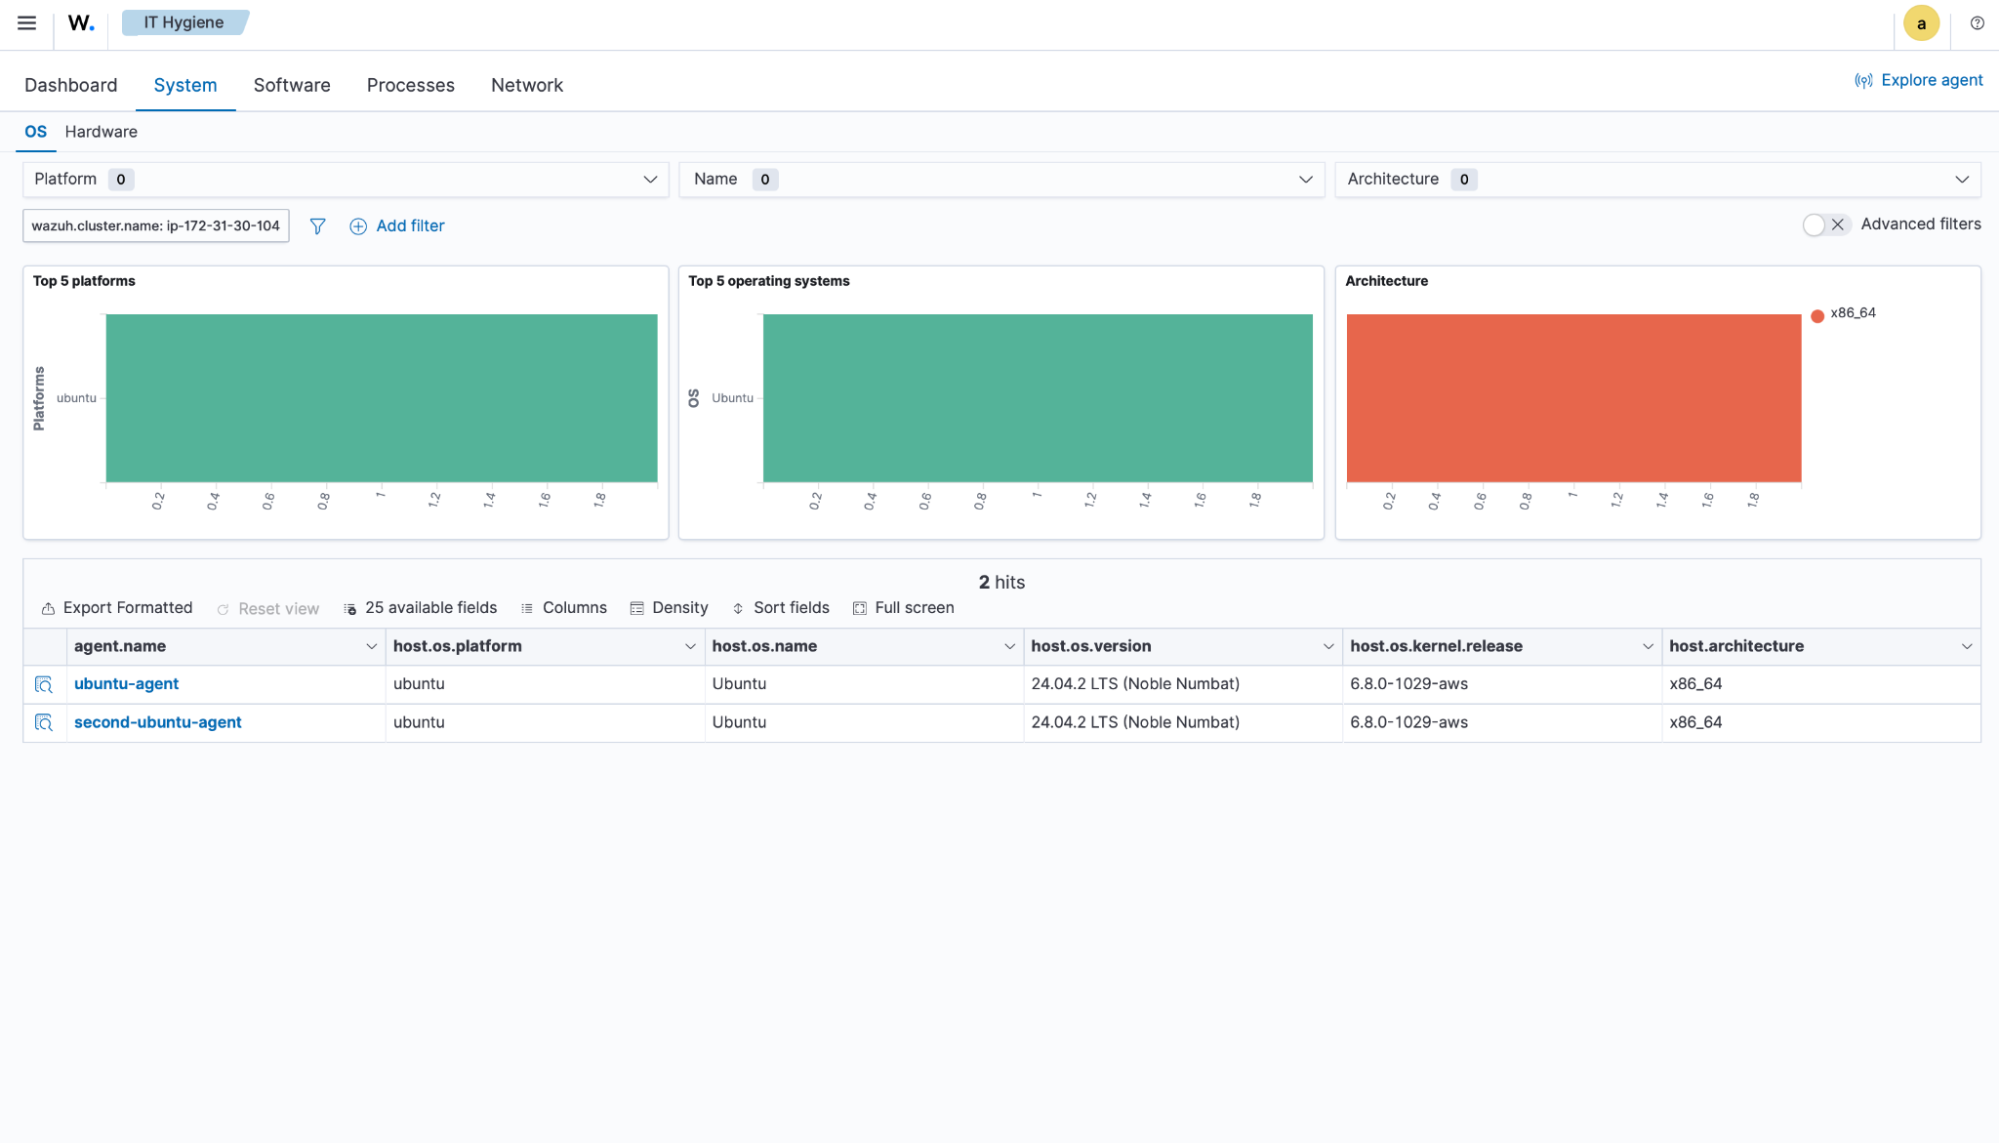 W. IT Hygiene a
Dashboard System Software Processes Network Explore agent
OS Hardware
Platform 0 Name 0 Architecture 0
wazuh.cluster.name: ip-172-31-30-104 Add filter Advanced filters
Top 5 platforms
Platforms
ubuntu
0.2 0.4 0.6 0.8 1 1.2 1.4 1.6 1.8
Top 5 operating systems
OS
Ubuntu
0.2 0.4 0.6 0.8 1 1.2 1.4 1.6 1.8
Architecture
x86_64
0.2 0.4 0.6 0.8 1 1.2 1.4 1.6 1.8
2 hits
Export Formatted Reset view 25 available fields Columns Density Sort fields Full screen
agent.name host.os.platform host.os.name host.os.version host.os.kernel.release host.architecture
ubuntu-agent ubuntu Ubuntu 24.04.2 LTS (Noble Numbat) 6.8.0-1029-aws x86_64
second-ubuntu-agent ubuntu Ubuntu 24.04.2 LTS (Noble Numbat) 6.8.0-1029-aws x86_64